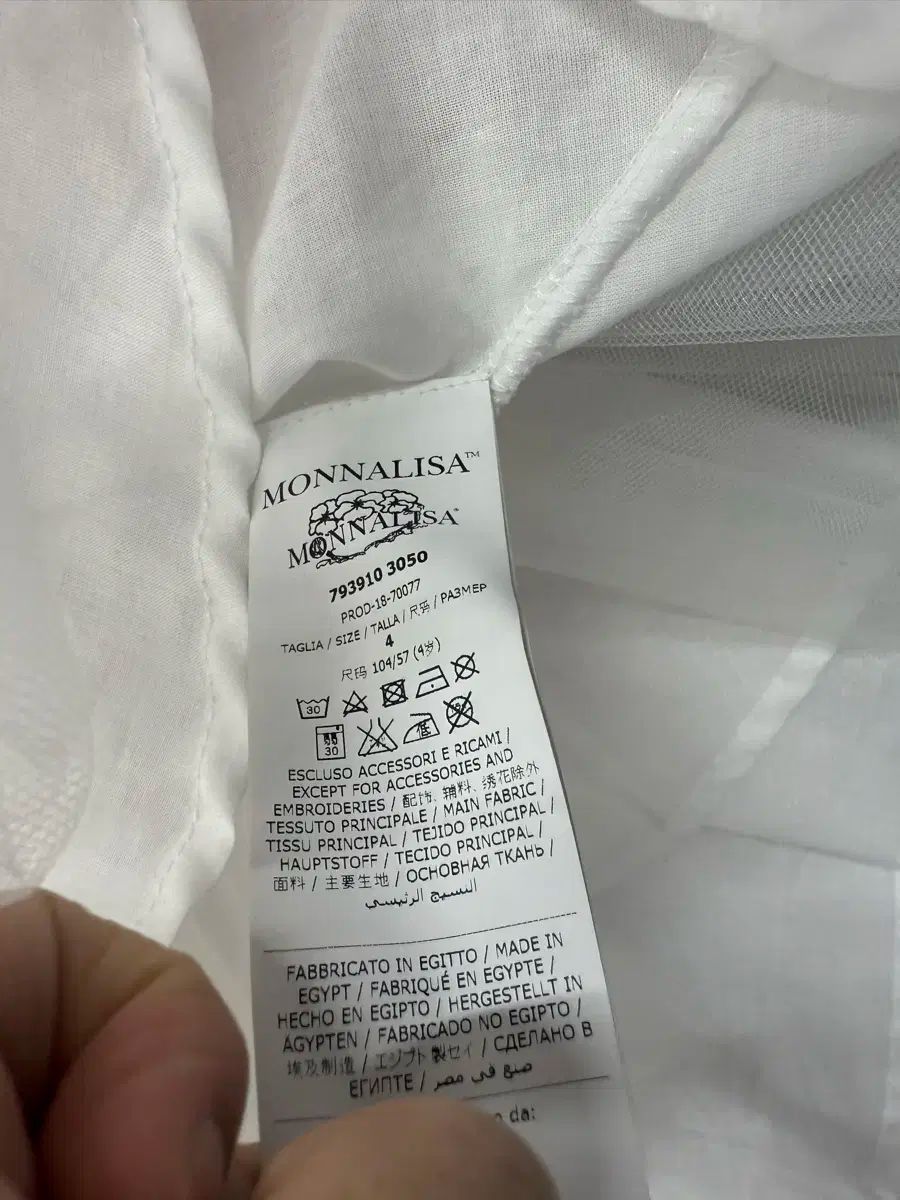 MONNALISA™
MONNALISA
793910 3050
PROD-18-70077
TAGLIA / SIZE / TALLA / 尺码 / РАЗМЕР
4
尺码 104/57 (4岁)
30
30
低
ESCLUSO ACCESSORI E RICAMI /
EXCEPT FOR ACCESSORIES AND
EMBROIDERIES / 配饰、辅料、绣花除外
TESSUTO PRINCIPALE / MAIN FABRIC /
TISSU PRINCIPAL / TEJIDO PRINCIPAL /
HAUPTSTOFF / TECIDO PRINCIPAL /
面料 / 主要生地 / ОСНОВНАЯ ТКАНЬ /
النسيج الرئيسي
FABBRICATO IN EGITTO / MADE IN
EGYPT / FABRIQUÉ EN EGYPTE /
HECHO EN EGIPTO / HERGESTELLT IN
ÄGYPTEN / FABRICADO NO EGIPTO /
埃及制造 / エジプト製セイ / СДЕЛАНО В
ЕГИПТЕ / صنع في مصر
da: